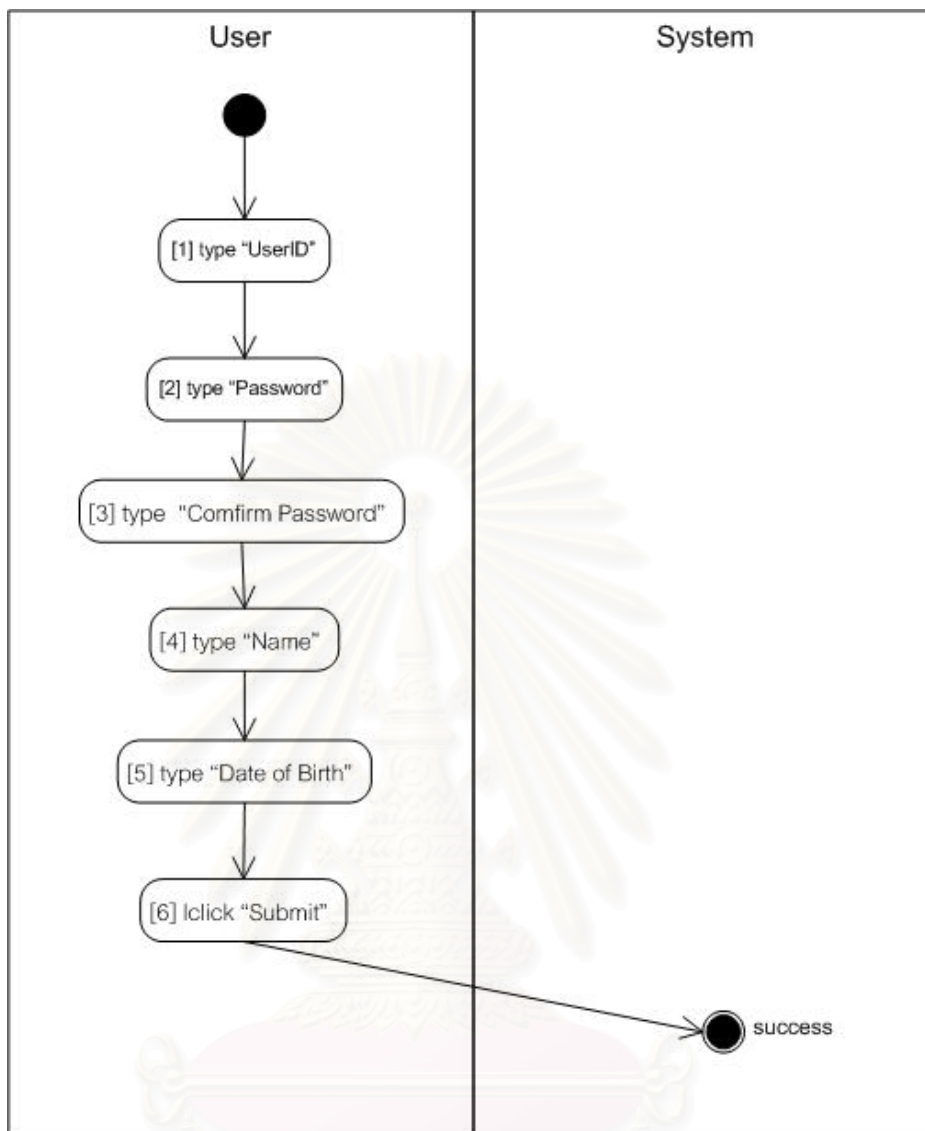 User
System
[1] type “UserID”
[2] type “Password”
[3] type “Comfirm Password”
[4] type “Name”
[5] type “Date of Birth”
[6] lclick “Submit”
success